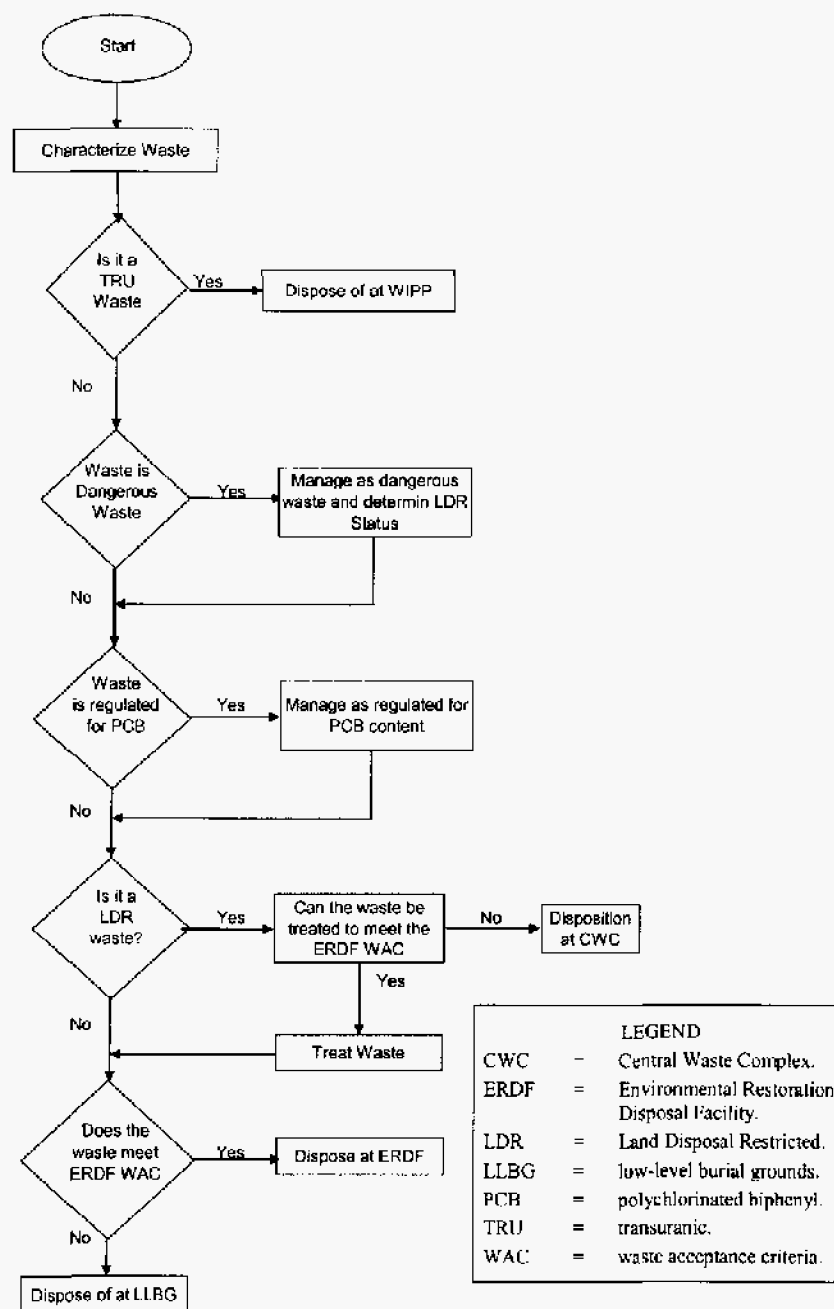 Start
Characterize Waste
Is it a
TRU
Waste
Yes
Dispose of at WIPP
No
Waste is
Dangerous
Waste
Yes
Manage as dangerous
waste and determin LDR
Status
No
Waste
is regulated
for PCB
Yes
Manage as regulated for
PCB content
No
Is it a
LDR
waste?
Yes
Can the waste be
treated to meet the
ERDF WAC
No
Disposition
at CWC
Yes
No
Treat Waste
Does the
waste meet
ERDF WAC
Yes
Dispose at ERDF
No
Dispose of at LLBG
LEGEND
CWC = Central Waste Complex.
ERDF = Environmental Restoration
Disposal Facility.
LDR = Land Disposal Restricted.
LLBG = low-level burial grounds.
PCB = polychlorinated biphenyl.
TRU = transuranic.
WAC = waste acceptance criteria.